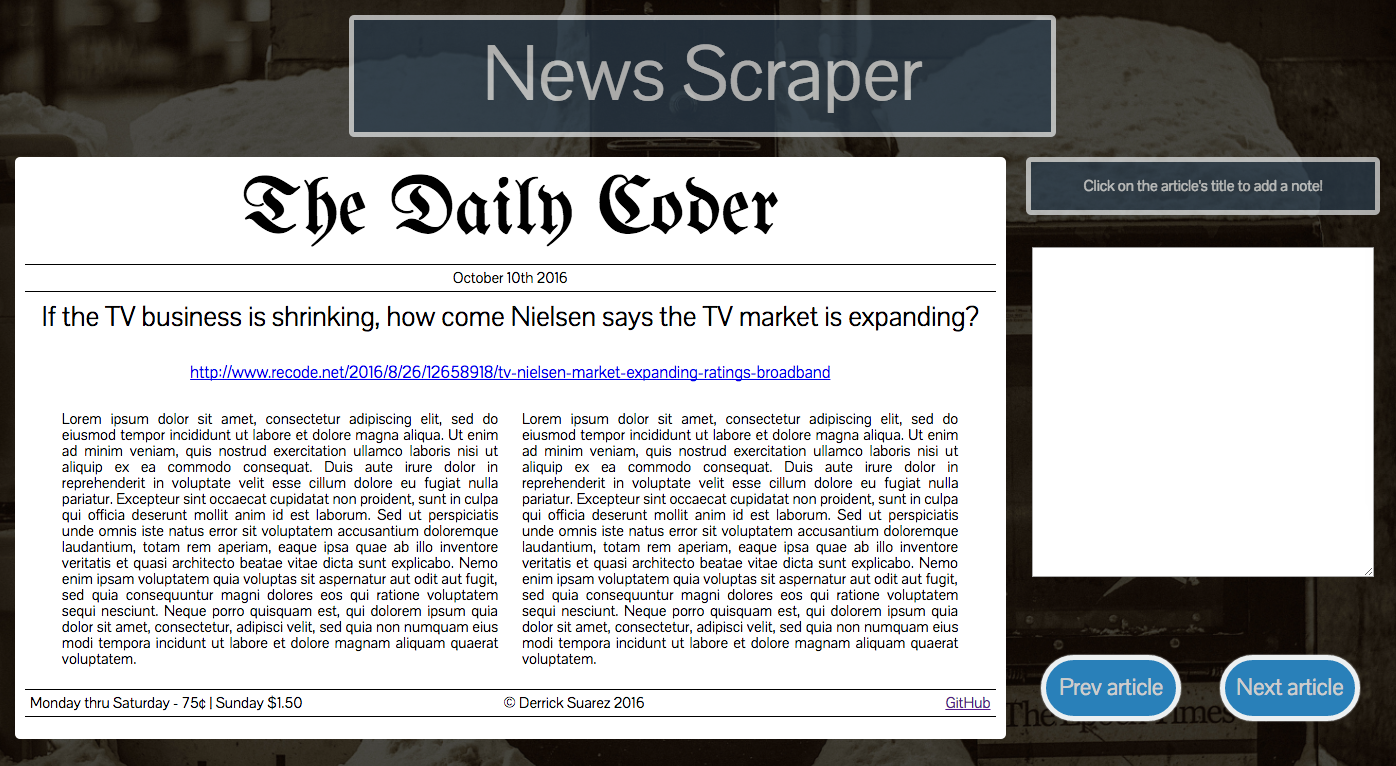 News Scraper
The Daily Coder
October 10th 2016
If the TV business is shrinking, how come Nielsen says the TV market is expanding?
http://www.recode.net/2016/8/26/12658918/tv-nielsen-market-expanding-ratings-broadband
Lorem ipsum dolor sit amet, consectetur adipiscing elit, sed do
eiusmod tempor incididunt ut labore et dolore magna aliqua. Ut enim
ad minim veniam, quis nostrud exercitation ullamco laboris nisi ut
aliquip ex ea commodo consequat. Duis aute irure dolor in
reprehenderit in voluptate velit esse cillum dolore eu fugiat nulla
pariatur. Excepteur sint occaecat cupidatat non proident, sunt in culpa
qui officia deserunt mollit anim id est laborum. Sed ut perspiciatis
unde omnis iste natus error sit voluptatem accusantium doloremque
laudantium, totam rem aperiam, eaque ipsa quae ab illo inventore
veritatis et quasi architecto beatae vitae dicta sunt explicabo. Nemo
enim ipsam voluptatem quia voluptas sit aspernatur aut odit aut fugit,
sed quia consequuntur magni dolores eos qui ratione voluptatem
sequi nesciunt. Neque porro quisquam est, qui dolorem ipsum quia
dolor sit amet, consectetur, adipisci velit, sed quia non numquam eius
modi tempora incidunt ut labore et dolore magnam aliquam quaerat
voluptatem.
Lorem ipsum dolor sit amet, consectetur adipiscing elit, sed do
eiusmod tempor incididunt ut labore et dolore magna aliqua. Ut enim
ad minim veniam, quis nostrud exercitation ullamco laboris nisi ut
aliquip ex ea commodo consequat. Duis aute irure dolor in
reprehenderit in voluptate velit esse cillum dolore eu fugiat nulla
pariatur. Excepteur sint occaecat cupidatat non proident, sunt in culpa
qui officia deserunt mollit anim id est laborum. Sed ut perspiciatis
unde omnis iste natus error sit voluptatem accusantium doloremque
laudantium, totam rem aperiam, eaque ipsa quae ab illo inventore
veritatis et quasi architecto beatae vitae dicta sunt explicabo. Nemo
enim ipsam voluptatem quia voluptas sit aspernatur aut odit aut fugit,
sed quia consequuntur magni dolores eos qui ratione voluptatem
sequi nesciunt. Neque porro quisquam est, qui dolorem ipsum quia
dolor sit amet, consectetur, adipisci velit, sed quia non numquam eius
modi tempora incidunt ut labore et dolore magnam aliquam quaerat
voluptatem.
Monday thru Saturday - 75¢ | Sunday $1.50
© Derrick Suarez 2016
GitHub
Click on the article's title to add a note!
Prev article
Next article
The Epoch Times